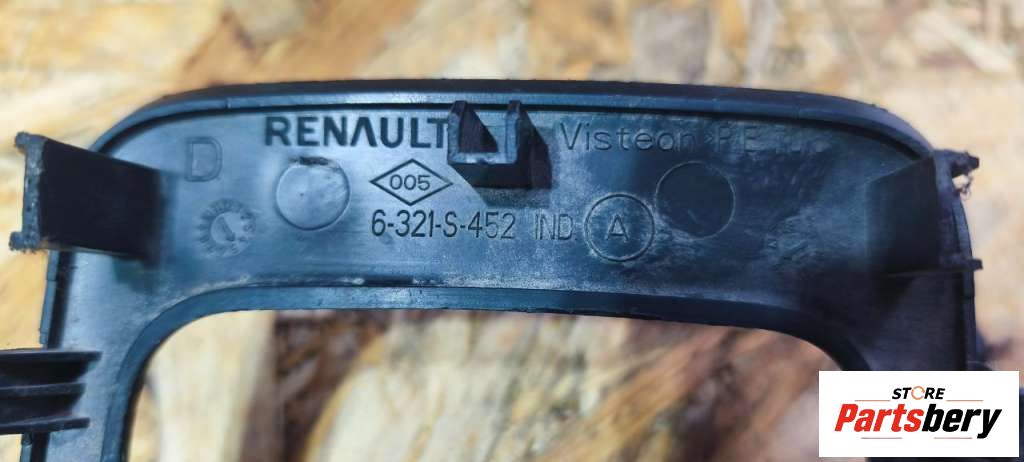 RENAULT Visteon
D
005
6-321-S-452 IND A
STORE
Partsbery